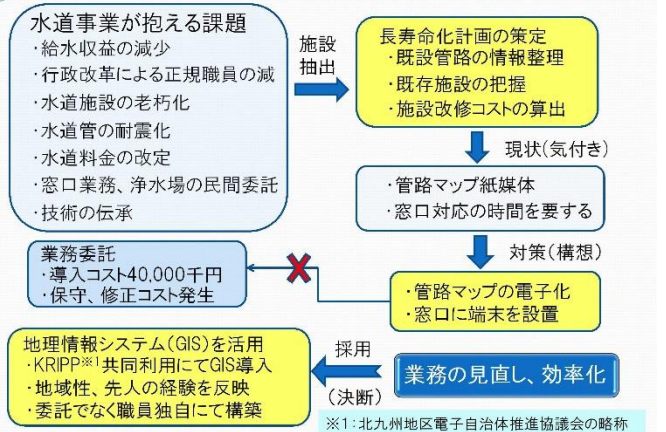 水道事業が抱える課題
・給水収益の減少
・行政改革による正規職員の減
・水道施設の老朽化
・水道管の耐震化
・水道料金の改定
・窓口業務、浄水場の民間委託
・技術の伝承
施設
抽出
長寿命化計画の策定
・既設管路の情報整理
・既存施設の把握
・施設改修コストの算出
現状(気付き)
・管路マップ紙媒体
・窓口対応の時間を要する
対策(構想)
・管路マップの電子化
・窓口に端末を設置
業務委託
・導入コスト40,000千円
・保守、修正コスト発生
業務の見直し、効率化
採用
(決断)
地理情報システム(GIS)を活用
・KRIPP※1共同利用にてGIS導入
・地域性、先人の経験を反映
・委託でなく職員独自にて構築
※1:北九州地区電子自治体推進協議会の略称